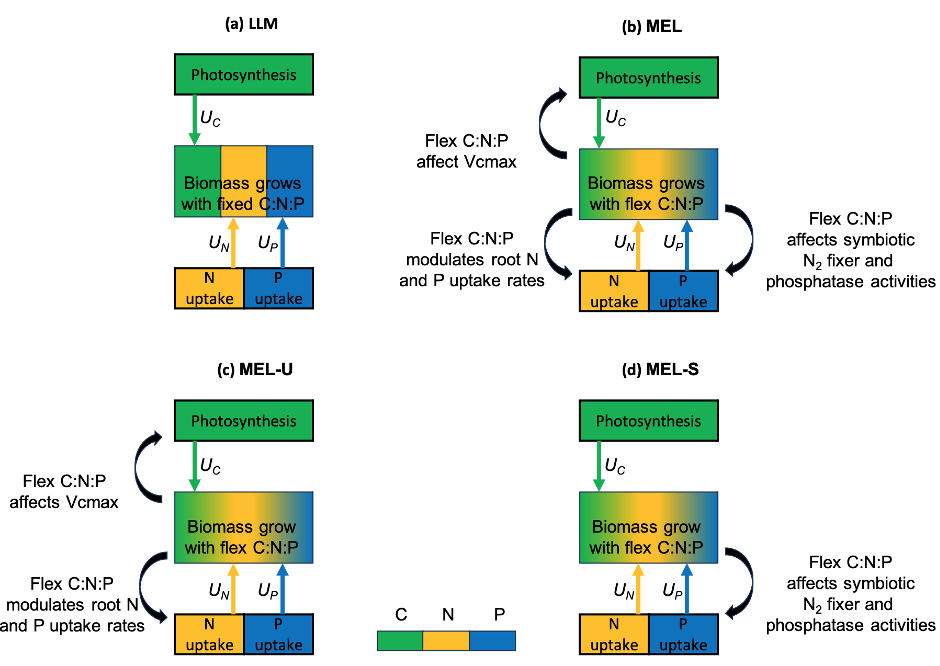 (a) LLM
Photosynthesis
U_C
Biomass grows
with fixed C:N:P
U_N
U_P
N
uptake
P
uptake
(b) MEL
Photosynthesis
U_C
Flex C:N:P
affect Vcmax
Biomass grows
with flex C:N:P
Flex C:N:P
modulates root N
and P uptake rates
U_N
U_P
Flex C:N:P
affects symbiotic
N₂ fixer and
phosphatase activities
N
uptake
P
uptake
(c) MEL-U
Photosynthesis
U_C
Flex C:N:P
affects Vcmax
Biomass grow
with flex C:N:P
Flex C:N:P
modulates root N
and P uptake rates
U_N
U_P
N
uptake
P
uptake
(d) MEL-S
Photosynthesis
U_C
Biomass grow
with flex C:N:P
U_N
U_P
Flex C:N:P
affects symbiotic
N₂ fixer and
phosphatase activities
N
uptake
P
uptake
C N P